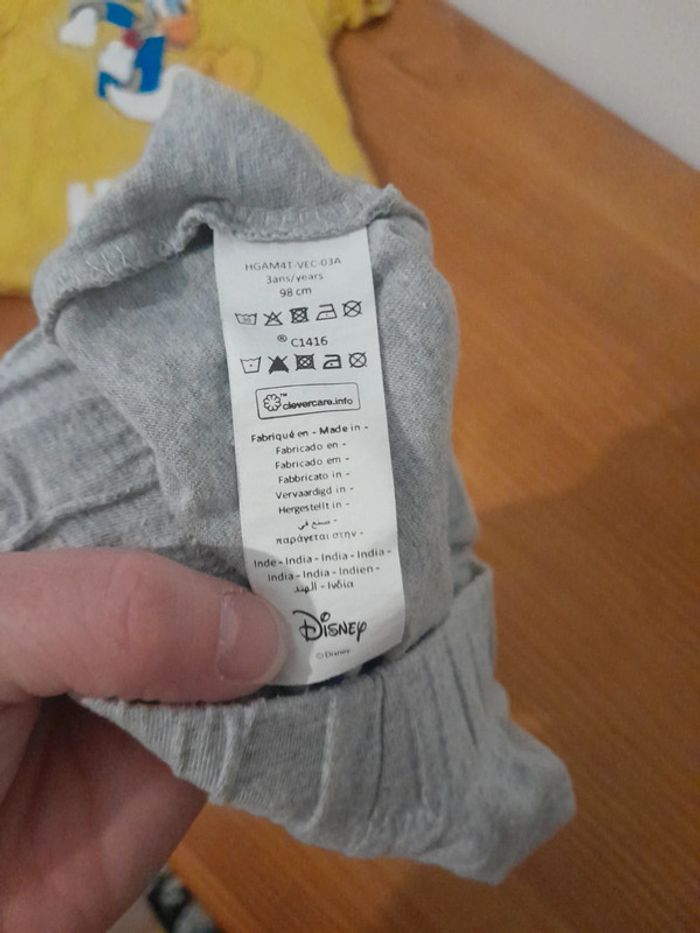 H
HGAM4T-VEC-03A
3ans/years
98 cm
30
® C1416
™
clevercare.info
Fabriqué en - Made in -
Fabricado en -
Fabricado em -
Fabbricato in -
Vervaardigd in -
Hergestellt in -
صنع في -
παράγεται στην -
Inde - India - India - India -
India - India - Indien -
الهند - Ινδία
Disney
© Disney